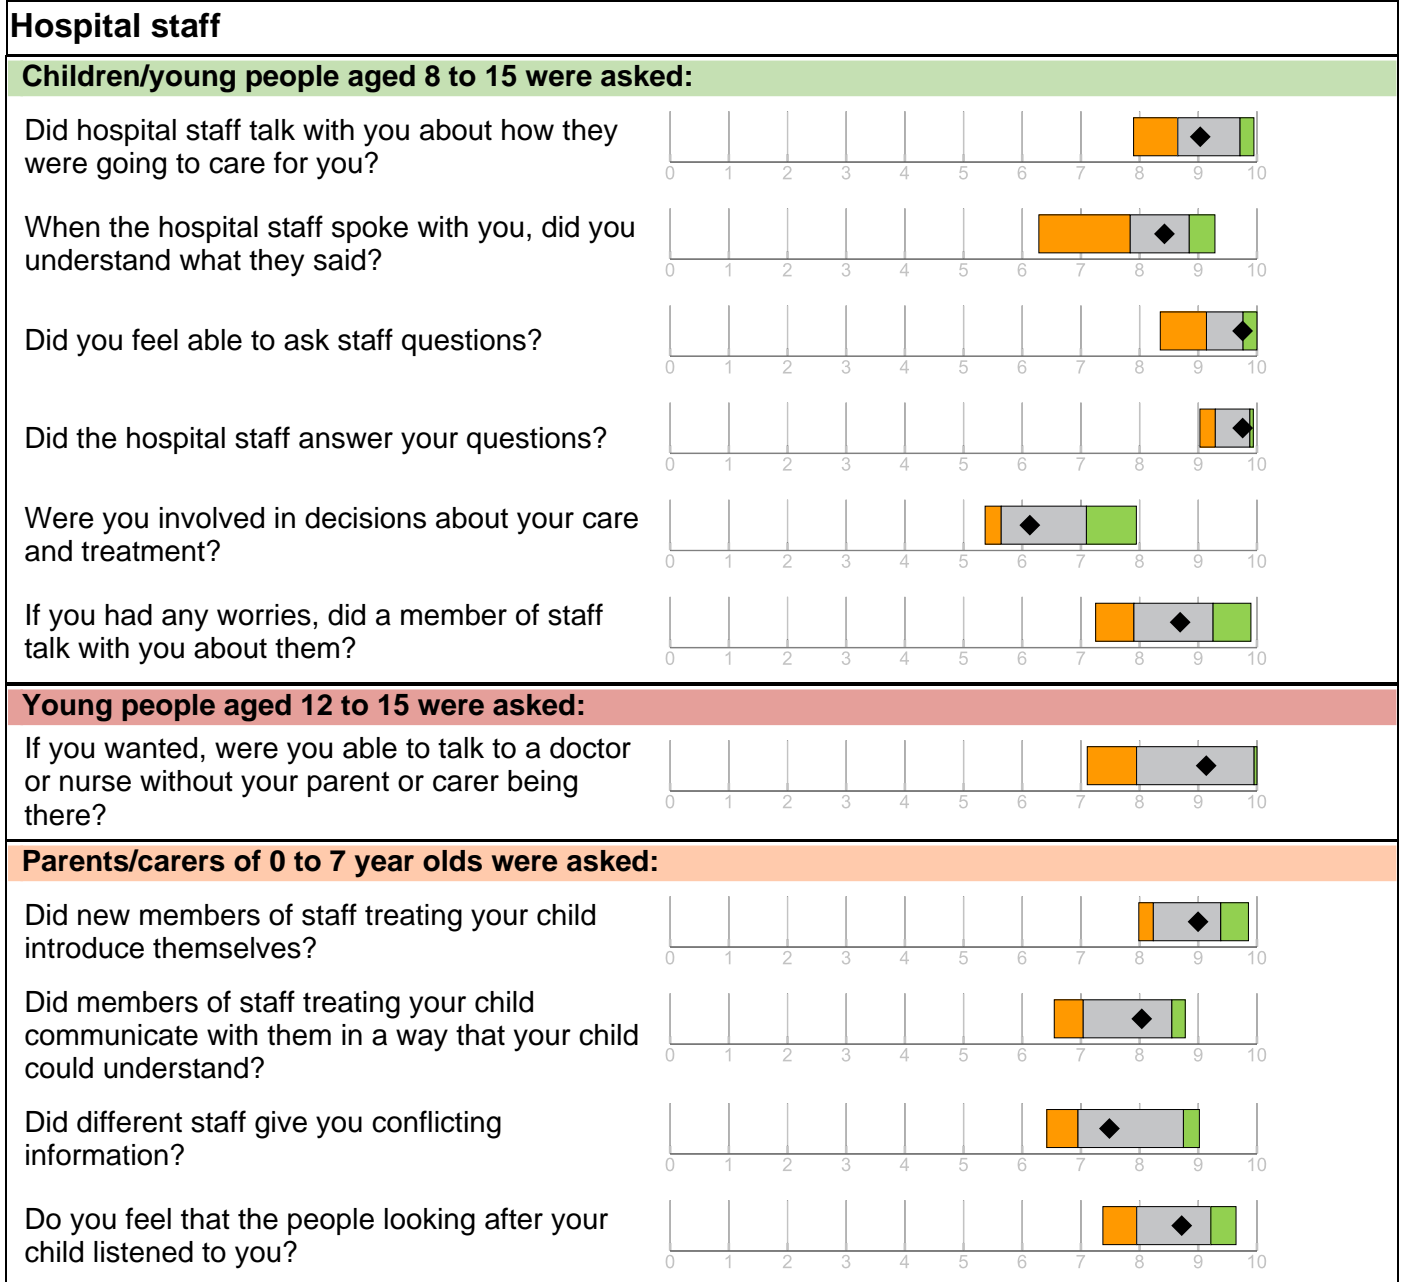 Hospital staff
Children/young people aged 8 to 15 were asked:
Did hospital staff talk with you about how they
were going to care for you?
0 1 2 3 4 5 6 7 8 9 10
When the hospital staff spoke with you, did you
understand what they said?
0 1 2 3 4 5 6 7 8 9 10
Did you feel able to ask staff questions?
0 1 2 3 4 5 6 7 8 9 10
Did the hospital staff answer your questions?
0 1 2 3 4 5 6 7 8 9 10
Were you involved in decisions about your care
and treatment?
0 1 2 3 4 5 6 7 8 9 10
If you had any worries, did a member of staff
talk with you about them?
0 1 2 3 4 5 6 7 8 9 10
Young people aged 12 to 15 were asked:
If you wanted, were you able to talk to a doctor
or nurse without your parent or carer being
there?
0 1 2 3 4 5 6 7 8 9 10
Parents/carers of 0 to 7 year olds were asked:
Did new members of staff treating your child
introduce themselves?
0 1 2 3 4 5 6 7 8 9 10
Did members of staff treating your child
communicate with them in a way that your child
could understand?
0 1 2 3 4 5 6 7 8 9 10
Did different staff give you conflicting
information?
0 1 2 3 4 5 6 7 8 9 10
Do you feel that the people looking after your
child listened to you?
0 1 2 3 4 5 6 7 8 9 10